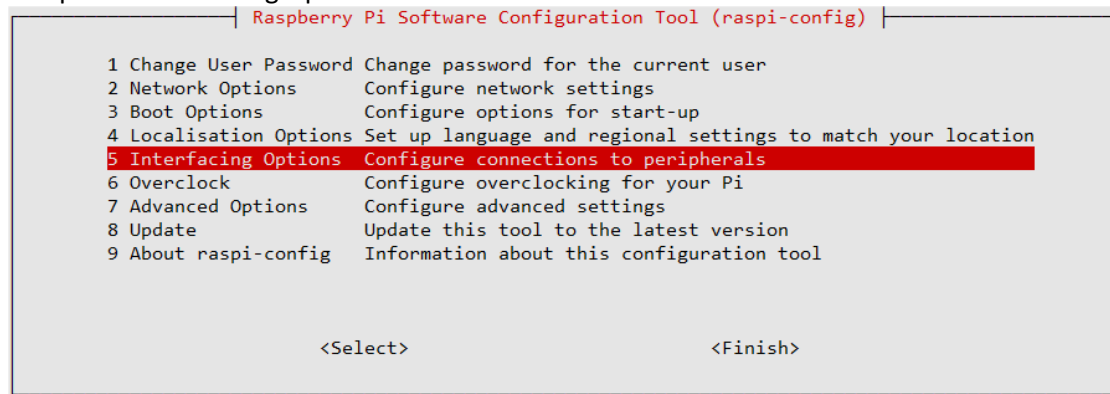 Raspberry Pi Software Configuration Tool (raspi-config)
1 Change User Password Change password for the current user
2 Network Options Configure network settings
3 Boot Options Configure options for start-up
4 Localisation Options Set up language and regional settings to match your location
5 Interfacing Options Configure connections to peripherals
6 Overclock Configure overclocking for your Pi
7 Advanced Options Configure advanced settings
8 Update Update this tool to the latest version
9 About raspi-config Information about this configuration tool
<Select> <Finish>